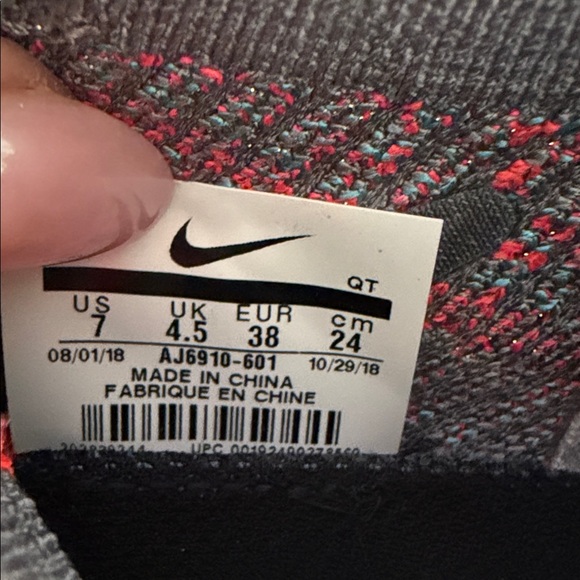 QT
US UK EUR cm
7 4.5 38 24
08/01/18 AJ6910-601 10/29/18
MADE IN CHINA
FABRIQUE EN CHINE
UPC